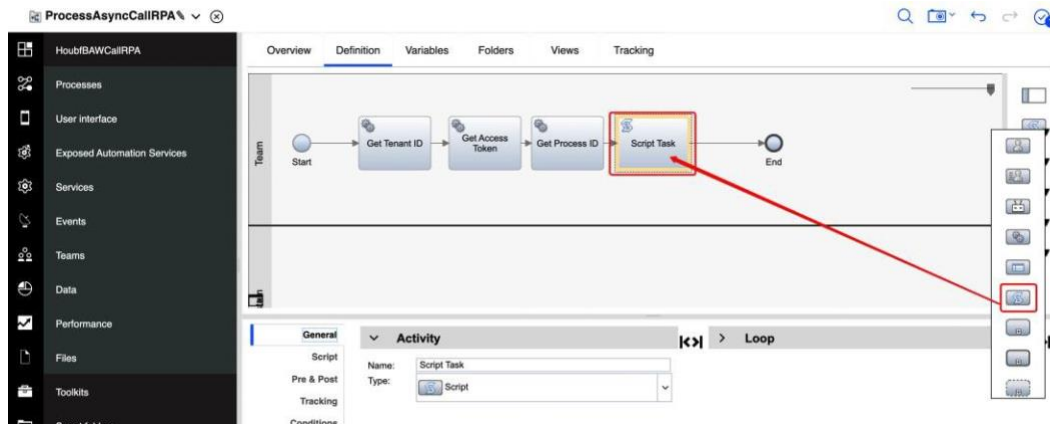 ProcessAsyncCallRPA
HoubfBAWCallRPA
Processes
User interface
Exposed Automation Services
Services
Events
Teams
Data
Performance
Files
Toolkits
Overview Definition Variables Folders Views Tracking
Team
Start
Get Tenant ID
Get Access
Token
Get Process ID
Script Task
End
General
Script
Pre & Post
Tracking
Conditions
Activity
Name: Script Task
Type: Script
Loop